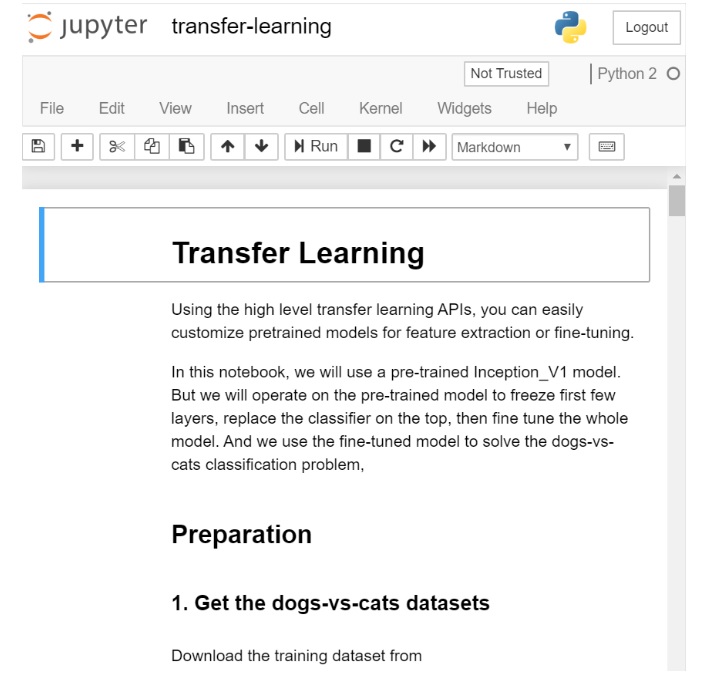 jupyter transfer-learning Logout
Not Trusted Python 2
File Edit View Insert Cell Kernel Widgets Help
Run Markdown
Transfer Learning
Using the high level transfer learning APIs, you can easily
customize pretrained models for feature extraction or fine-tuning.
In this notebook, we will use a pre-trained Inception_V1 model.
But we will operate on the pre-trained model to freeze first few
layers, replace the classifier on the top, then fine tune the whole
model. And we use the fine-tuned model to solve the dogs-vs-
cats classification problem,
Preparation
1. Get the dogs-vs-cats datasets
Download the training dataset from